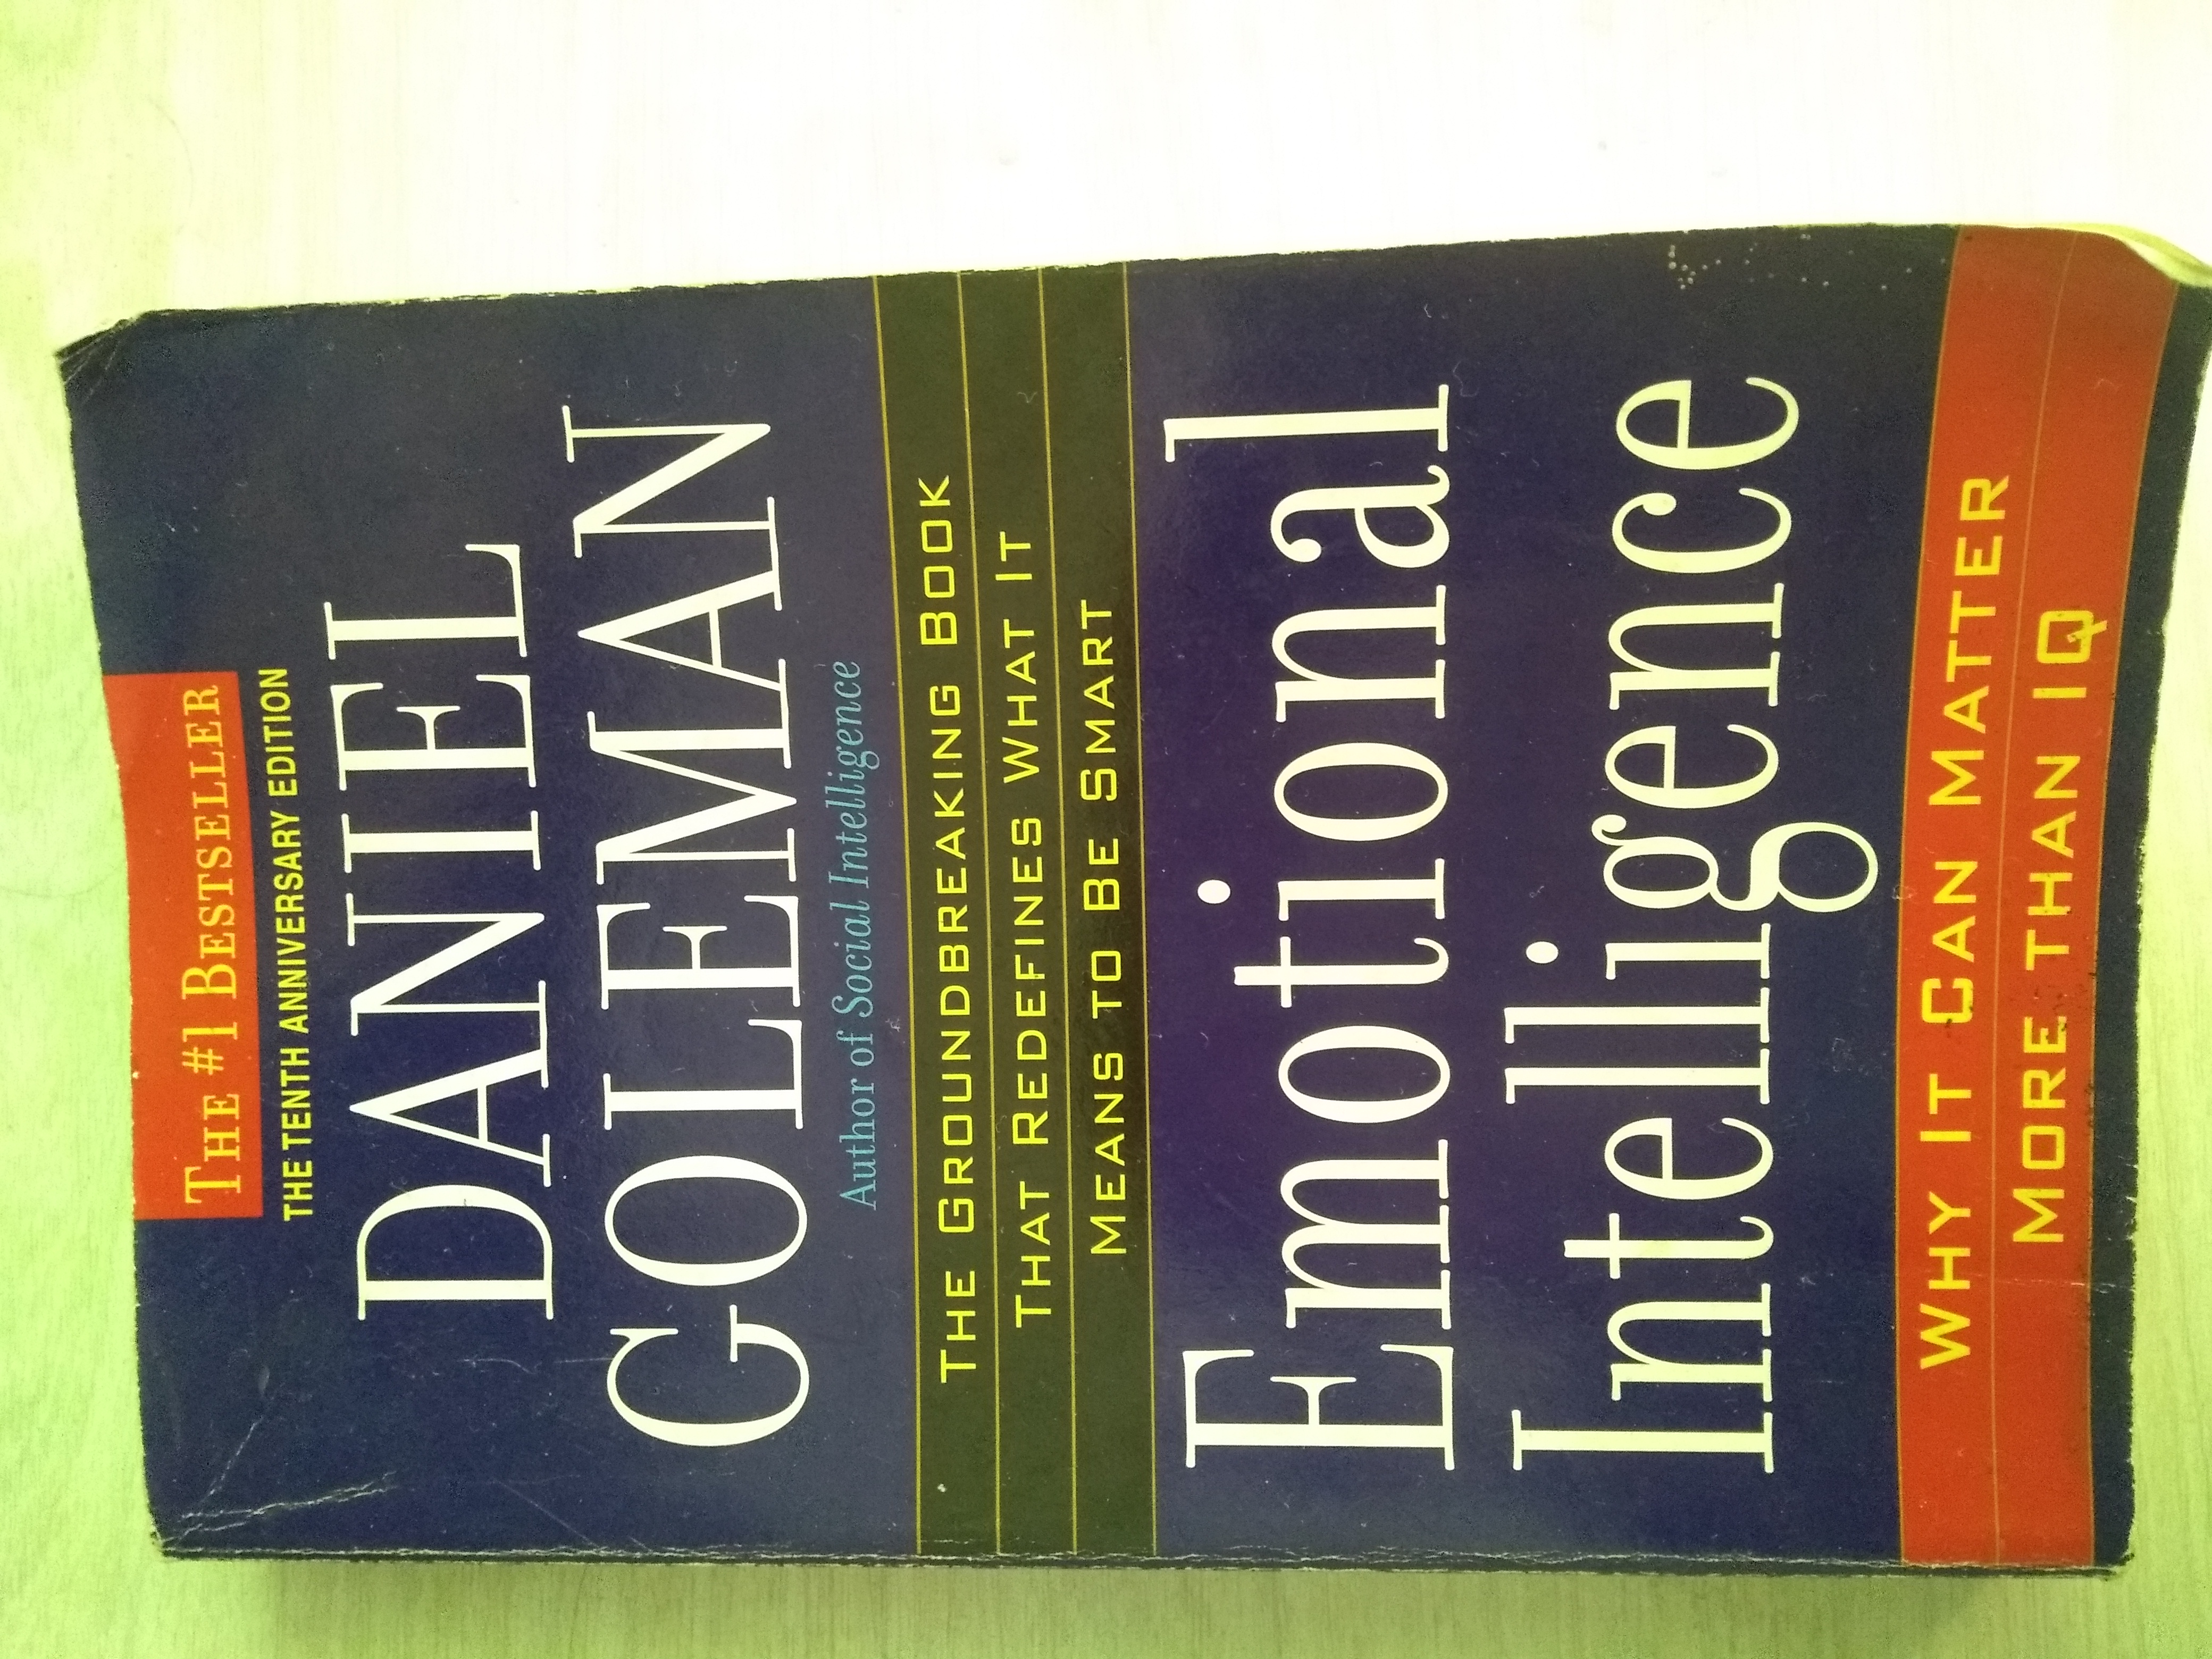 THE #1 BESTSELLER
THE TENTH ANNIVERSARY EDITION
DANIEL
GOLEMAN
Author of Social Intelligence
THE GROUNDBREAKING BOOK
THAT REDEFINES WHAT IT
MEANS TO BE SMART
Emotional
Intelligence
WHY IT CAN MATTER
MORE THAN IQ